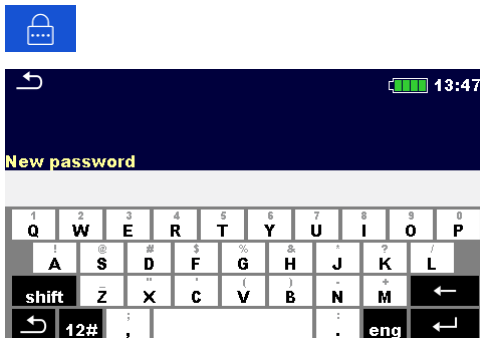 13:47
New password
1 2 3 4 5 6 7 8 9 0
Q W E R T Y U I O P
! @ # $ % & * ? /
A S D F G H J K L
_ " ' ( ) - +
shift Z X C V B N M
; :
12# , . eng